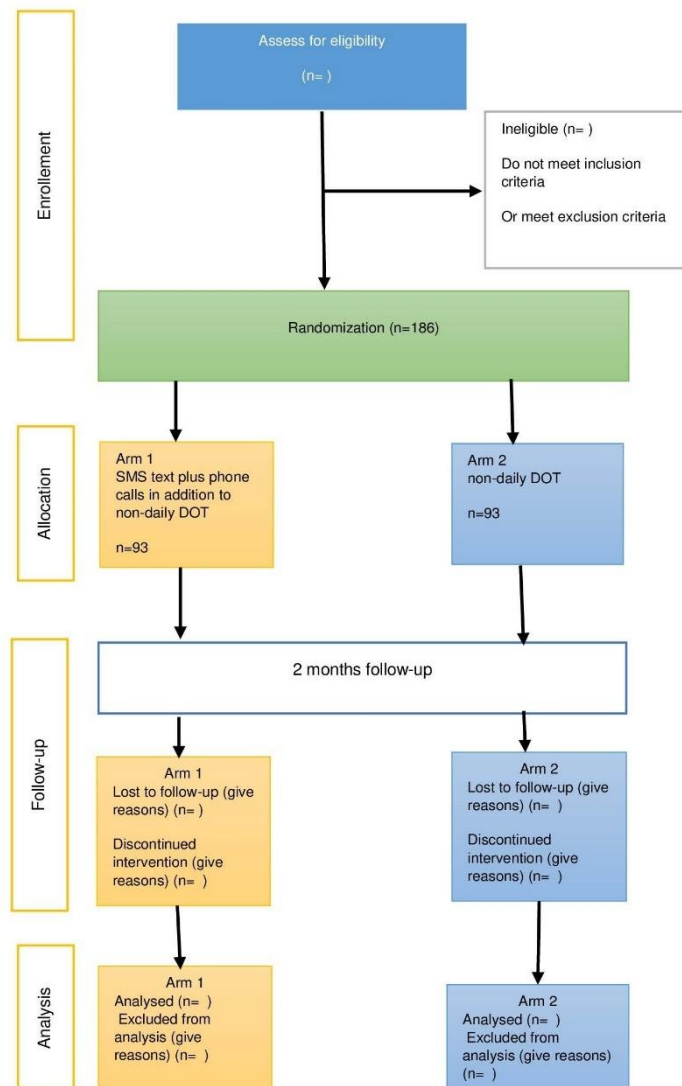 Enrollement
Assess for eligibility
(n= )
Ineligible (n= )
Do not meet inclusion
criteria
Or meet exclusion criteria
Randomization (n=186)
Allocation
Arm 1
SMS text plus phone
calls in addition to
non-daily DOT
n=93
Arm 2
non-daily DOT
n=93
Follow-up
2 months follow-up
Arm 1
Lost to follow-up (give
reasons) (n= )
Discontinued
intervention (give
reasons) (n= )
Arm 2
Lost to follow-up (give
reasons) (n= )
Discontinued
intervention (give
reasons) (n= )
Analysis
Arm 1
Analysed (n= )
Excluded from
analysis (give
reasons) (n= )
Arm 2
Analysed (n= )
Excluded from
analysis (give reasons)
(n= )